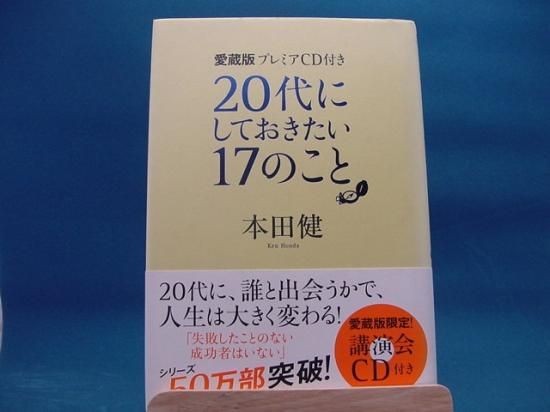 愛蔵版 プレミアCD付き
20代に
しておきたい
17のこと
本田健
Ken Honda
20代に、誰と出会うかで、
人生は大きく変わる!
「失敗したことのない
成功者はいない」
シリーズ
50万部突破!
愛蔵版限定!
講演会
CD付き